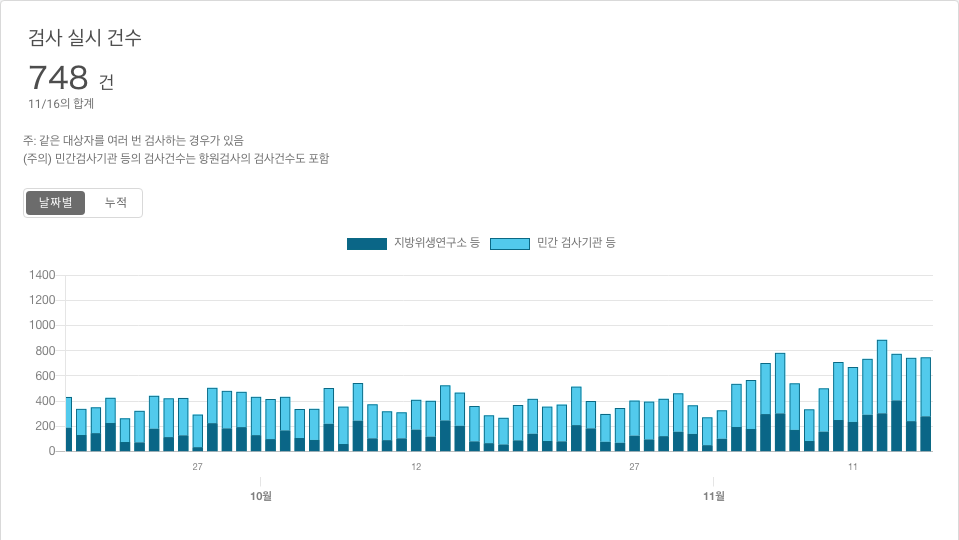 검사 실시 건수
748 건
11/16의 합계
주: 같은 대상자를 여러 번 검사하는 경우가 있음
(주의) 민간검사기관 등의 검사건수는 항원검사의 검사건수도 포함
날짜별 누적
지방위생연구소 등 민간 검사기관 등
1400
1200
1000
800
600
400
200
0
27 12 27 11
10월 11월